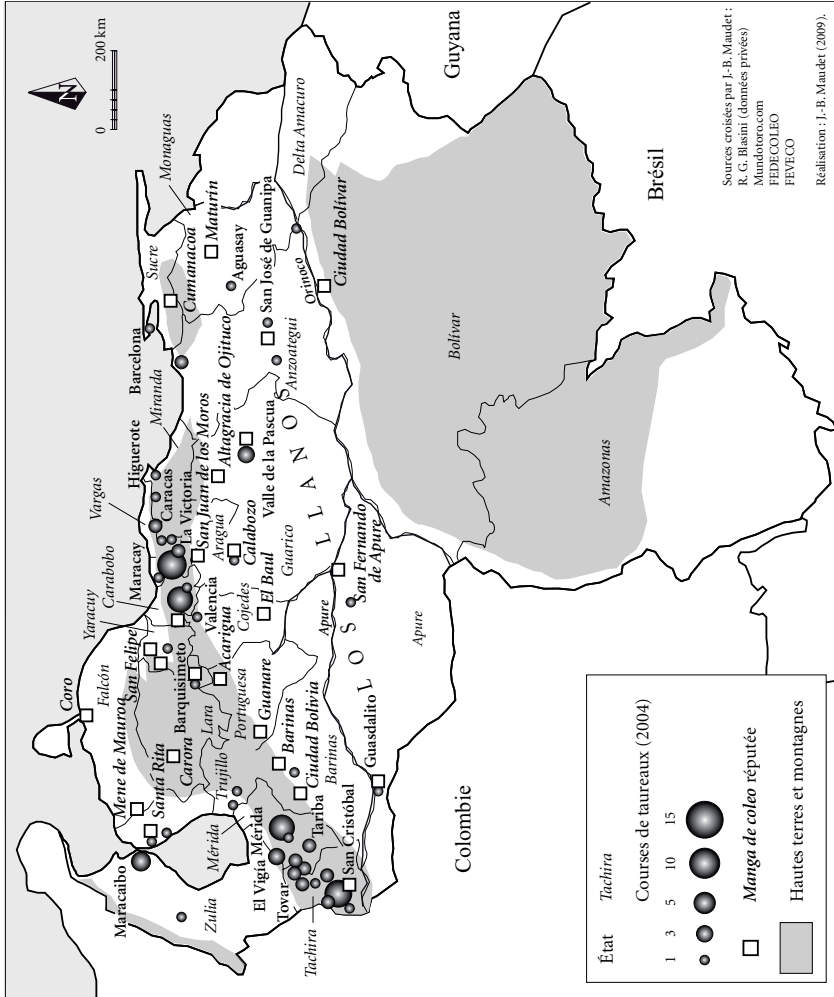 N
0 200 km
Guyana
Brésil
Colombie
Sources croisées par J.-B. Maudet :
R. G. Blasini (données privées)
Mundotoro.com
FEDECOLEO
FEVECO
Réalisation : J.-B. Maudet (2009).
Delta Amacuro
Monaguas
Maturín
Sucre
Cumanacoa
Aguasay
San José de Guanipa
Orinoco
Ciudad Bolívar
Bolívar
Amazonas
Barcelona
Anzoategui
Miranda
Higuerote
Altagracia de Ojituco
Valle de la Pascua
Caracas
Vargas
La Victoria
San Juan de los Moros
Maracay
Aragua
Calabozo
Guarico
Carabobo
Valencia
Cojedes
El Baul
Yaracuy
San Felipe
Barquisimeto
Acarigua
LOS LLANOS
San Fernando
de Apure
Apure
Apure
Coro
Falcón
Lara
Portuguesa
Guanare
Mene de Mauroa
Santá Rita
Carora
Trujillo
Barinas
Ciudad Bolivia
Barinas
Guasdalito
Maracaibo
Zulia
Mérida
El Vigía
Mérida
Tovar
Tariba
San Cristóbal
Tachira
État Tachira
Courses de taureaux (2004)
1 3 5 10 15
Manga de coleo réputée
Hautes terres et montagnes